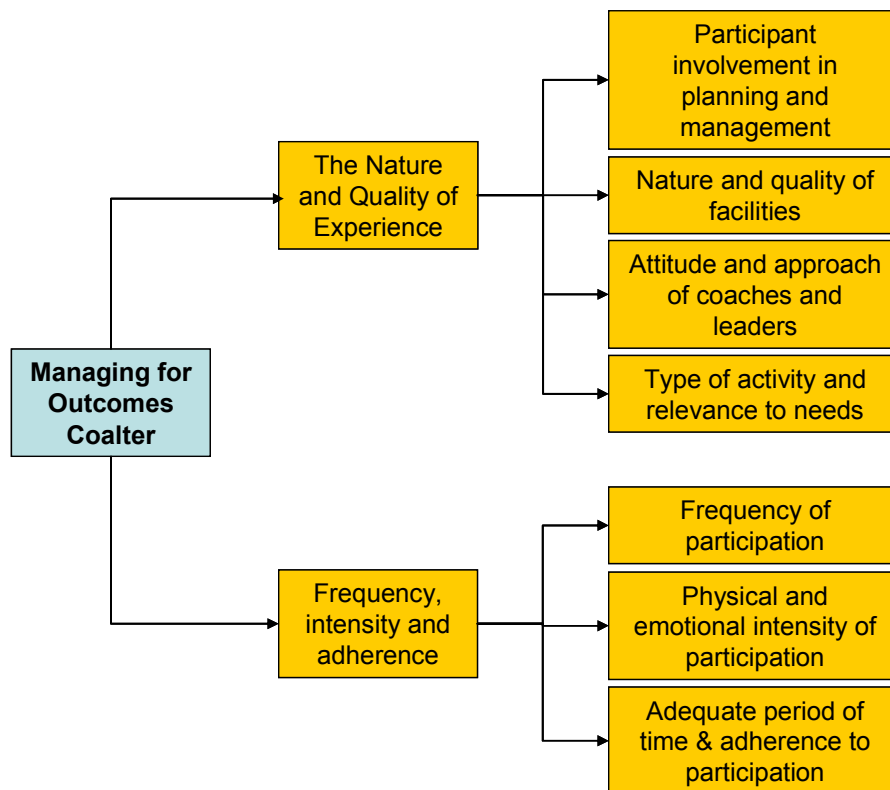 Participant
involvement in
planning and
management
The Nature
and Quality of
Experience
Nature and quality of
facilities
Attitude and approach
of coaches and
leaders
Type of activity and
relevance to needs
Managing for
Outcomes
Coalter
Frequency of
participation
Frequency,
intensity and
adherence
Physical and
emotional intensity of
participation
Adequate period of
time & adherence to
participation